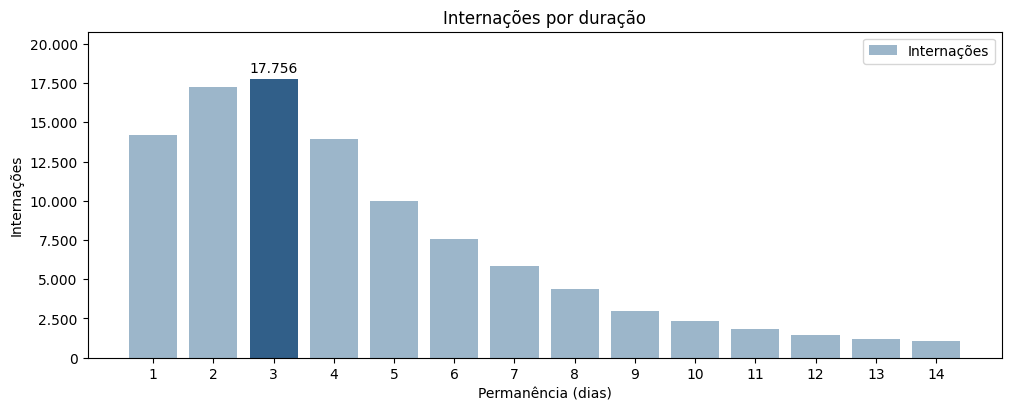 Internações por duração
Internações
17.756
20.000
17.500
15.000
12.500
10.000
7.500
5.000
2.500
0
Internações
1 2 3 4 5 6 7 8 9 10 11 12 13 14
Permanência (dias)